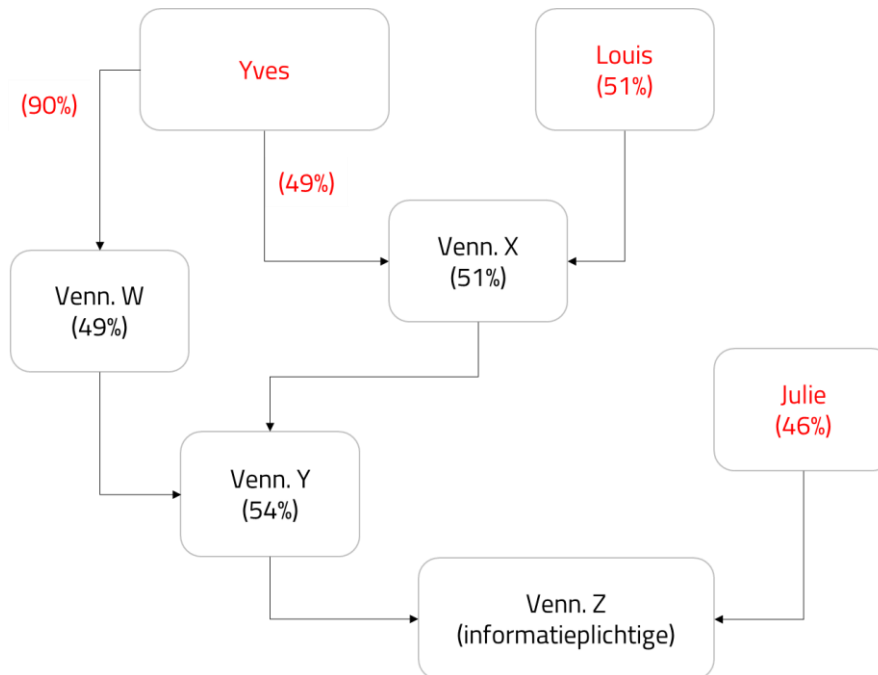 Yves
Louis
(51%)
(90%)
(49%)
Venn. X
(51%)
Venn. W
(49%)
Julie
(46%)
Venn. Y
(54%)
Venn. Z
(informatieplichtige)